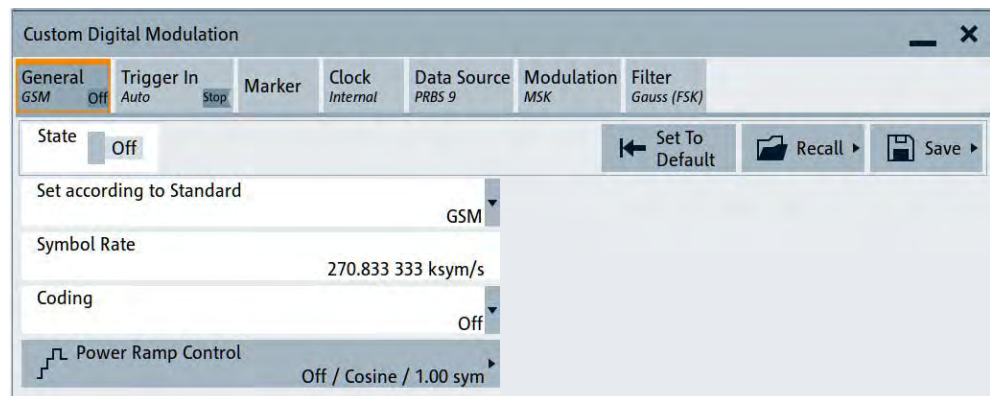 Custom Digital Modulation
General
GSM Off
Trigger In
Auto Stop
Marker
Clock
Internal
Data Source
PRBS 9
Modulation
MSK
Filter
Gauss (FSK)
State Off
Set To
Default
Recall
Save
Set according to Standard
GSM
Symbol Rate
270.833 333 ksym/s
Coding
Off
Power Ramp Control
Off / Cosine / 1.00 sym